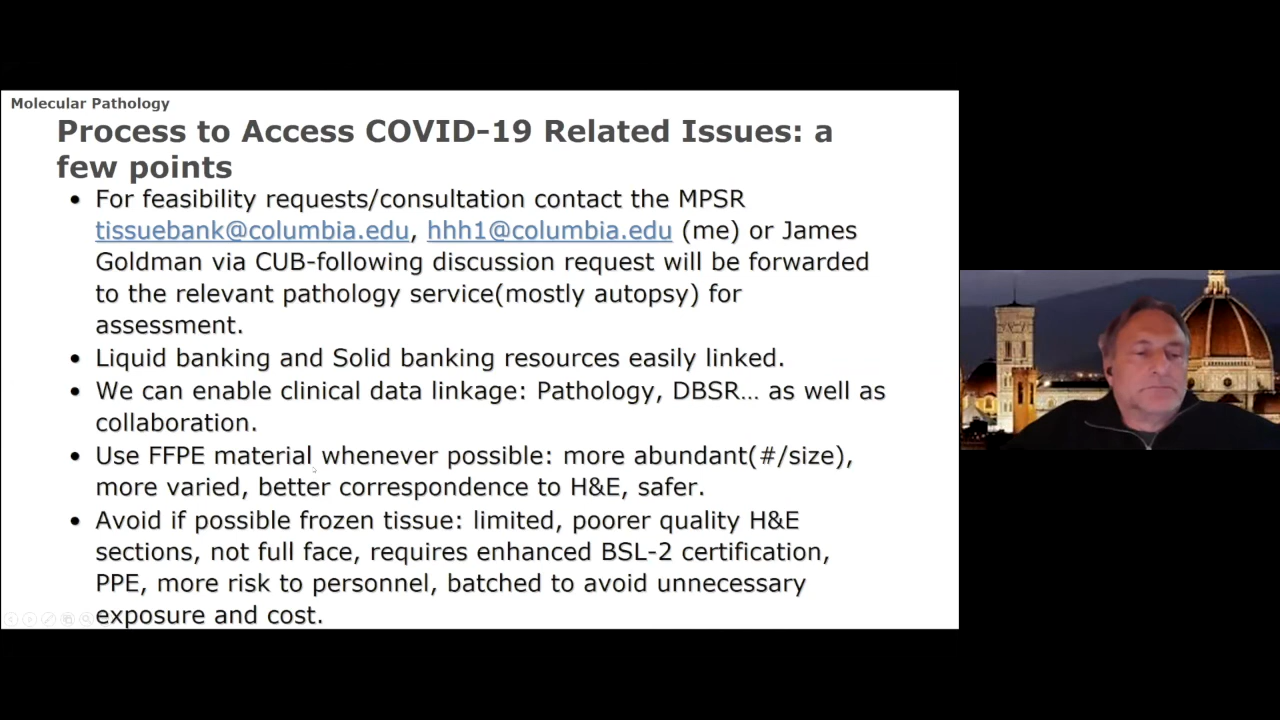 Molecular Pathology
Process to Access COVID-19 Related Issues: a
few points
• For feasibility requests/consultation contact the MPSR
tissuebank@columbia.edu, hhh1@columbia.edu (me) or James
Goldman via CUB-following discussion request will be forwarded
to the relevant pathology service(mostly autopsy) for
assessment.
• Liquid banking and Solid banking resources easily linked.
• We can enable clinical data linkage: Pathology, DBSR... as well as
collaboration.
• Use FFPE material whenever possible: more abundant(#/size),
more varied, better correspondence to H&E, safer.
• Avoid if possible frozen tissue: limited, poorer quality H&E
sections, not full face, requires enhanced BSL-2 certification,
PPE, more risk to personnel, batched to avoid unnecessary
exposure and cost.